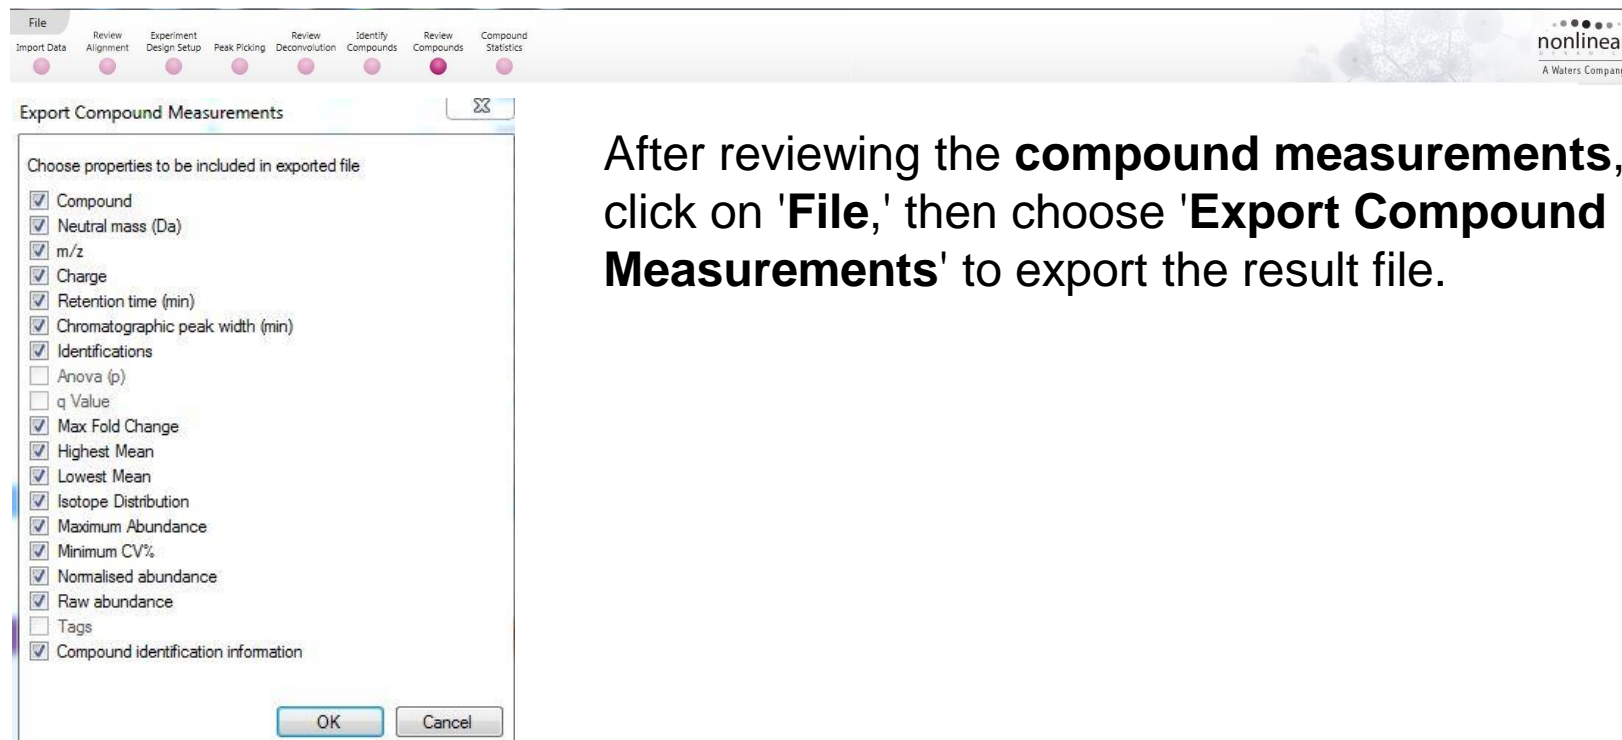 File
Import Data
Review Alignment
Experiment Design Setup
Peak Picking
Review Deconvolution
Identify Compounds
Review Compounds
Compound Statistics
nonlinea
DYNAMIC
A Waters Compan
Export Compound Measurements
Choose properties to be included in exported file
Compound
Neutral mass (Da)
m/z
Charge
Retention time (min)
Chromatographic peak width (min)
Identifications
Anova (p)
q Value
Max Fold Change
Highest Mean
Lowest Mean
Isotope Distribution
Maximum Abundance
Minimum CV%
Normalised abundance
Raw abundance
Tags
Compound identification information
OK
Cancel
After reviewing the compound measurements,
click on 'File,' then choose 'Export Compound
Measurements' to export the result file.